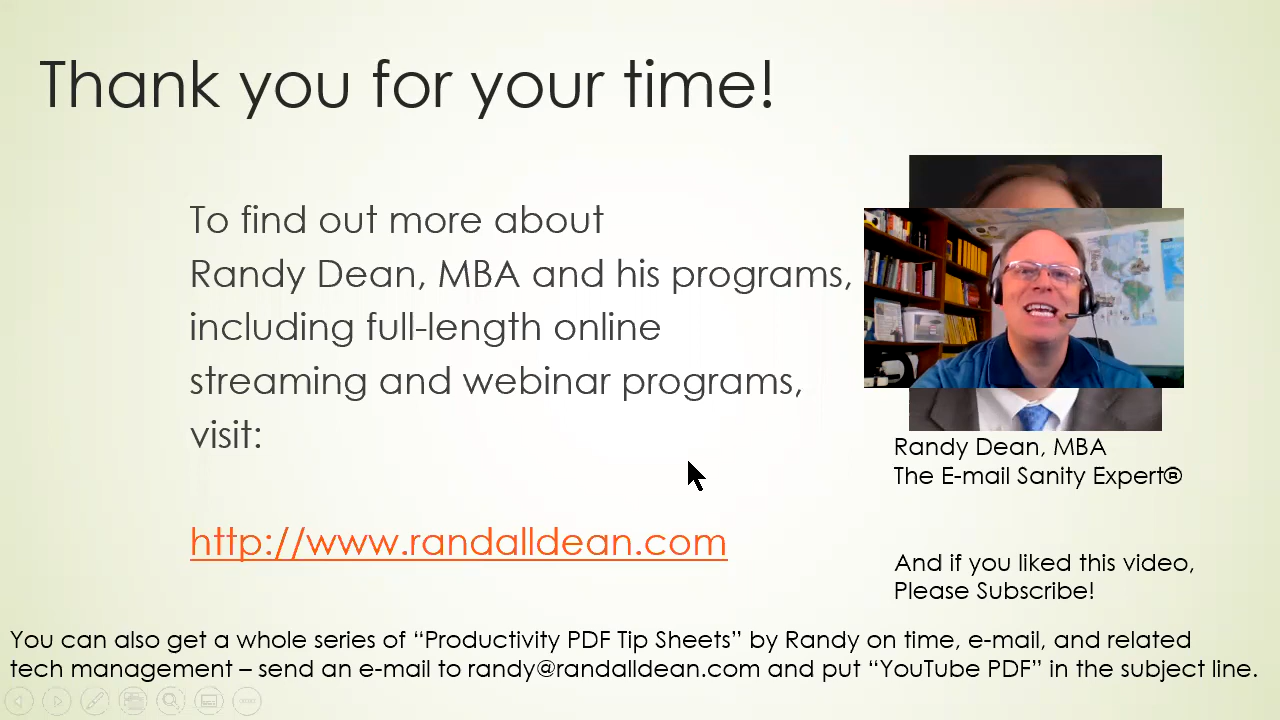 Thank you for your time!
To find out more about
Randy Dean, MBA and his programs,
including full-length online
streaming and webinar programs,
visit:
http://www.randalldean.com
Randy Dean, MBA
The E-mail Sanity Expert®
And if you liked this video,
Please Subscribe!
You can also get a whole series of “Productivity PDF Tip Sheets” by Randy on time, e-mail, and related
tech management – send an e-mail to randy@randalldean.com and put “YouTube PDF” in the subject line.